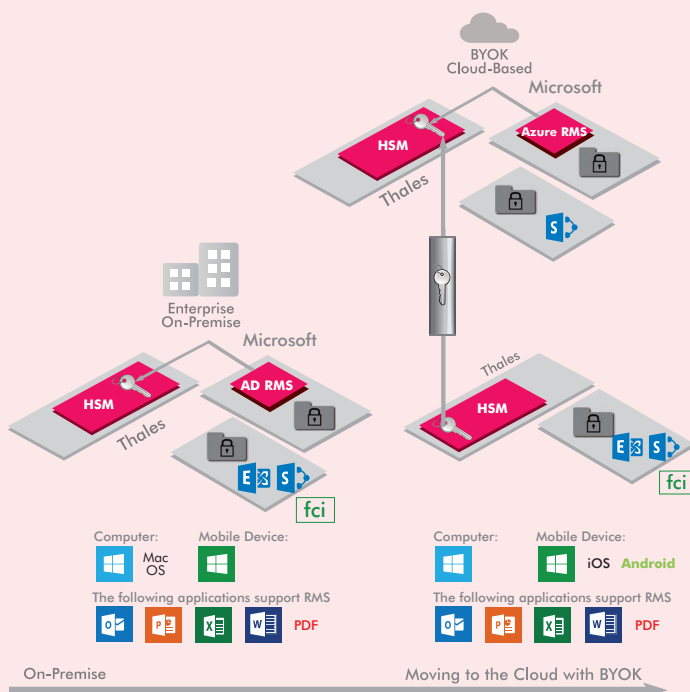 BYOK
Cloud-Based
Microsoft
Azure RMS
HSM
Thales
S
Enterprise
On-Premise
Microsoft
AD RMS
HSM
Thales
E S
fci
Thales
HSM
E S
fci
Computer: Mobile Device:
Mac
OS
The following applications support RMS
O P X W PDF
Computer: Mobile Device:
iOS Android
The following applications support RMS
O P X W PDF
On-Premise Moving to the Cloud with BYOK